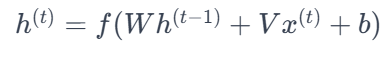 h^{(t)} = f(Wh^{(t-1)} + Vx^{(t)} + b)